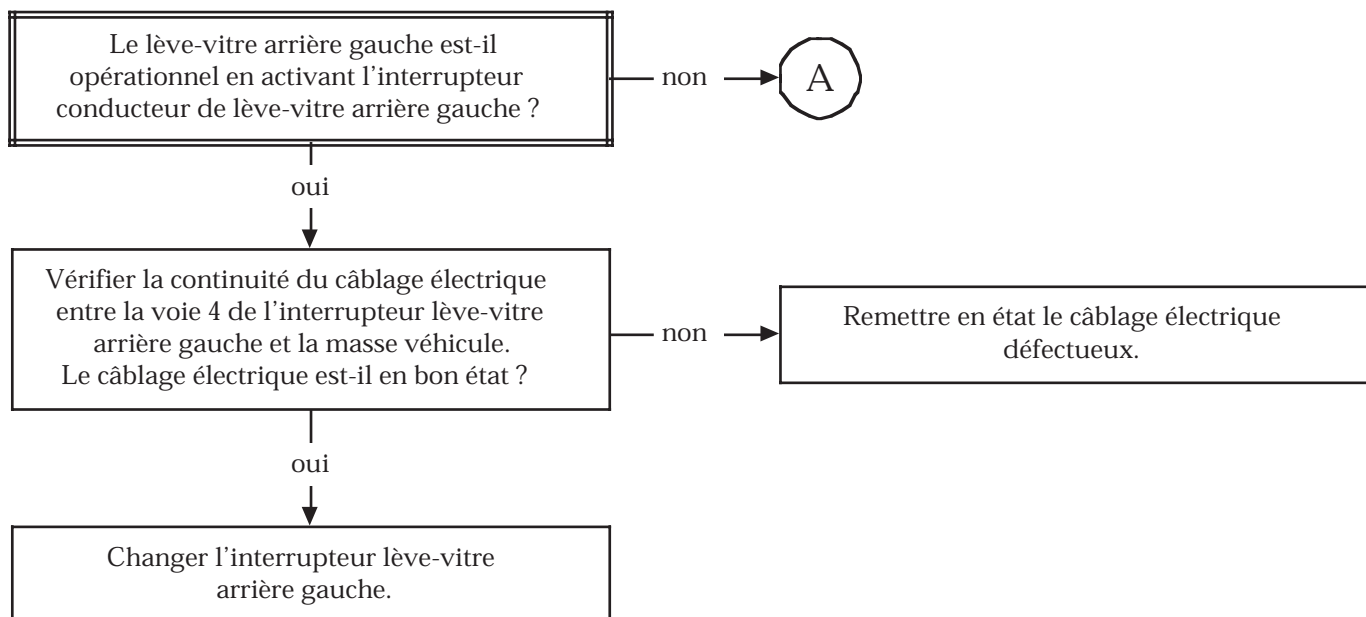 Le lève-vitre arrière gauche est-il
opérationnel en activant l’interrupteur
conducteur de lève-vitre arrière gauche ?
non
A
oui
Vérifier la continuité du câblage électrique
entre la voie 4 de l’interrupteur lève-vitre
arrière gauche et la masse véhicule.
Le câblage électrique est-il en bon état ?
non
Remettre en état le câblage électrique
défectueux.
oui
Changer l’interrupteur lève-vitre
arrière gauche.